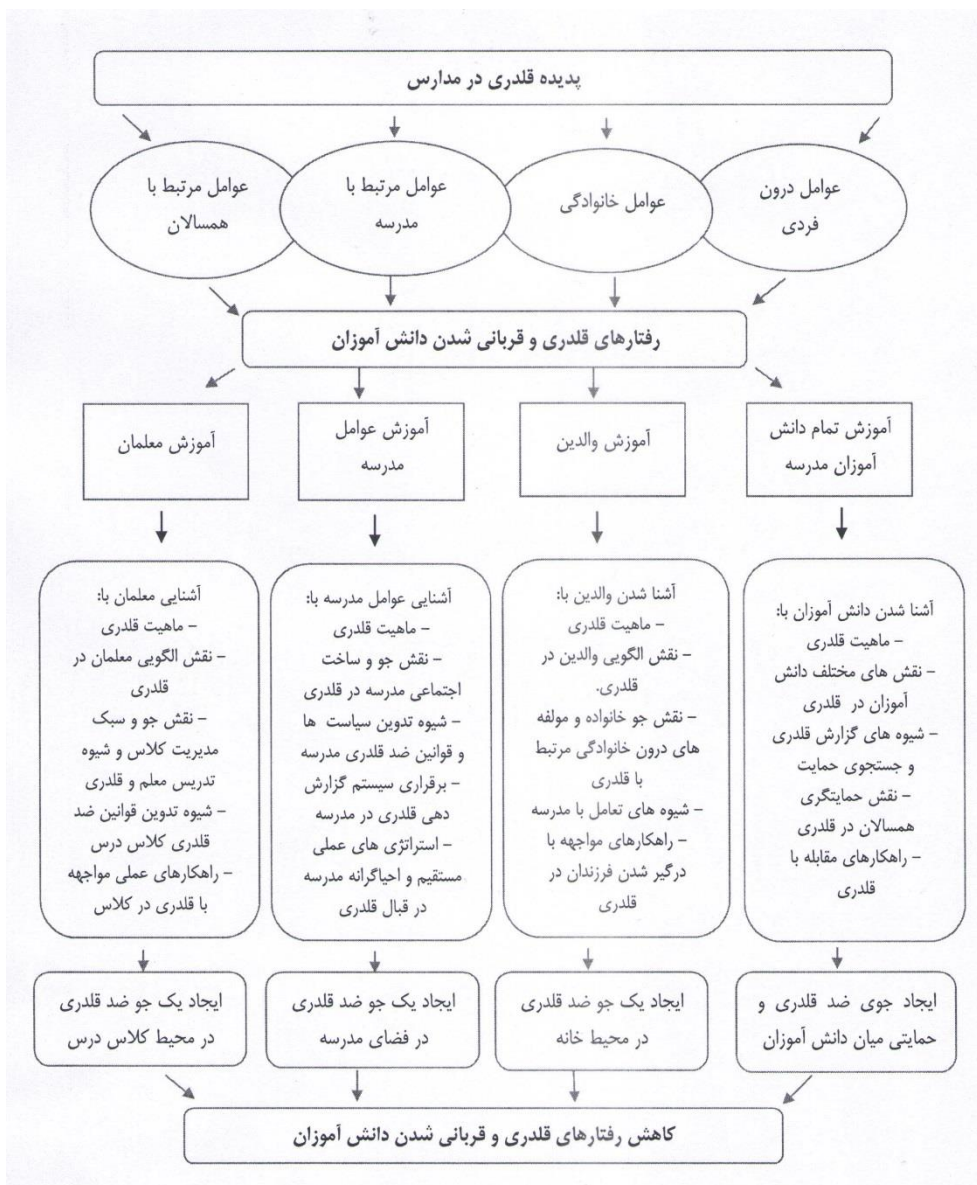 پدیده قلدری در مدارس
عوامل درون
فردی
عوامل خانوادگی
عوامل مرتبط با
مدرسه
عوامل مرتبط با
همسالان
رفتارهای قلدری و قربانی شدن دانش آموزان
آموزش تمام دانش
آموزان مدرسه
آموزش والدین
آموزش عوامل
مدرسه
آموزش معلمان
آشنا شدن دانش آموزان با:
– ماهیت قلدری
– نقش های مختلف دانش
آموزان در قلدری
– شیوه های گزارش قلدری
و جستجوی حمایت
– نقش حمایتگری
همسالان در قلدری
– راهکارهای مقابله با
قلدری
آشنا شدن والدین با:
– ماهیت قلدری
– نقش الگویی والدین در
قلدری.
– نقش جو خانواده و مولفه
های درون خانوادگی مرتبط
با قلدری
– شیوه های تعامل با مدرسه
– راهکارهای مواجهه با
درگیر شدن فرزندان در
قلدری
آشنایی عوامل مدرسه با:
– ماهیت قلدری
– نقش جو و ساخت
اجتماعی مدرسه در قلدری
– شیوه تدوین سیاست ها
و قوانین ضد قلدری مدرسه
– برقراری سیستم گزارش
دهی قلدری در مدرسه
– استراتژی های عملی
مستقیم و احیاگرانه مدرسه
در قبال قلدری
آشنایی معلمان با:
– ماهیت قلدری
– نقش الگویی معلمان در
قلدری
– نقش جو و سبک
مدیریت کلاس و شیوه
تدریس معلم و قلدری
– شیوه تدوین قوانین ضد
قلدری کلاس درس
– راهکارهای عملی مواجهه
با قلدری در کلاس
ایجاد جوی ضد قلدری و
حمایتی میان دانش آموزان
ایجاد یک جو ضد قلدری
در محیط خانه
ایجاد یک جو ضد قلدری
در فضای مدرسه
ایجاد یک جو ضد قلدری
در محیط کلاس درس
کاهش رفتارهای قلدری و قربانی شدن دانش آموزان